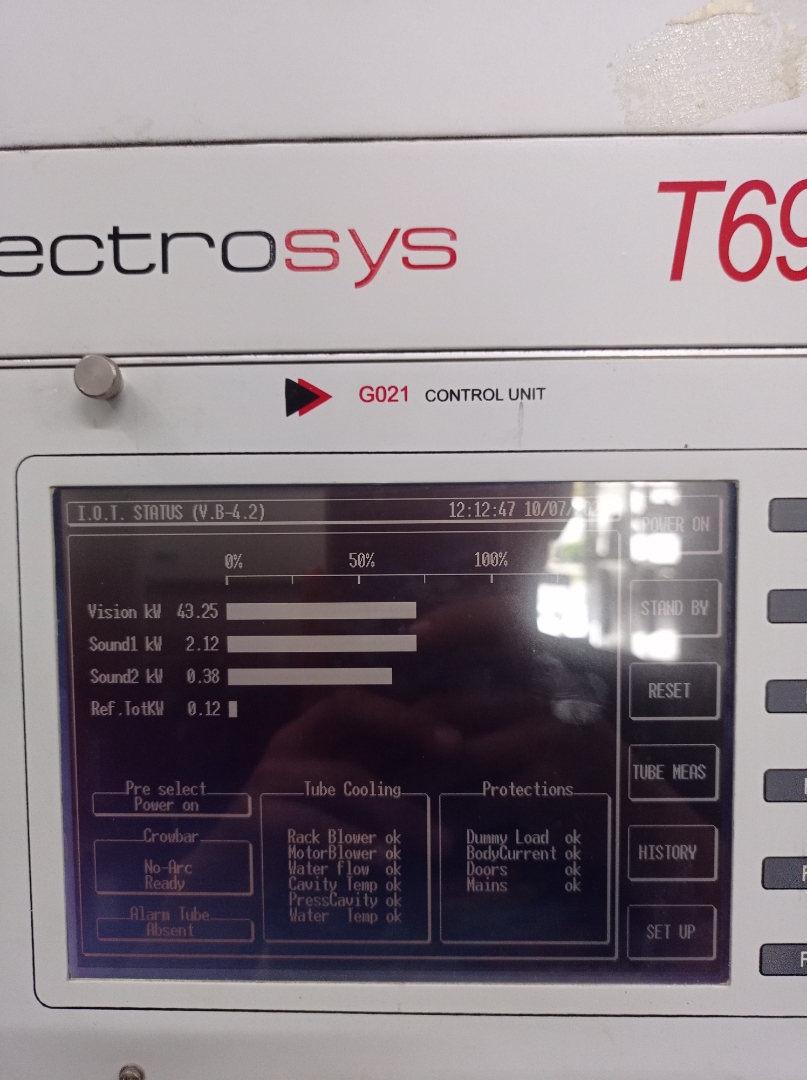 ectrosys
T69
G021 CONTROL UNIT
I.O.T. STATUS (V.B-4.2)
12:12:47 10/07/
POWER ON
0% 50% 100%
Vision kW 43.25
STAND BY
Sound1 kW 2.12
Sound2 kW 0.38
RESET
Ref.TotKW 0.12
TUBE MEAS
Pre select
Power on
Tube Cooling
Protections
Crowbar
No-Arc
Ready
Rack Blower ok
MotorBlower ok
Water flow ok
Cavity Temp ok
PressCavity ok
Water Temp ok
Dummy Load ok
BodyCurrent ok
Doors ok
Mains ok
HISTORY
Alarm Tube
Absent
SET UP
F
F